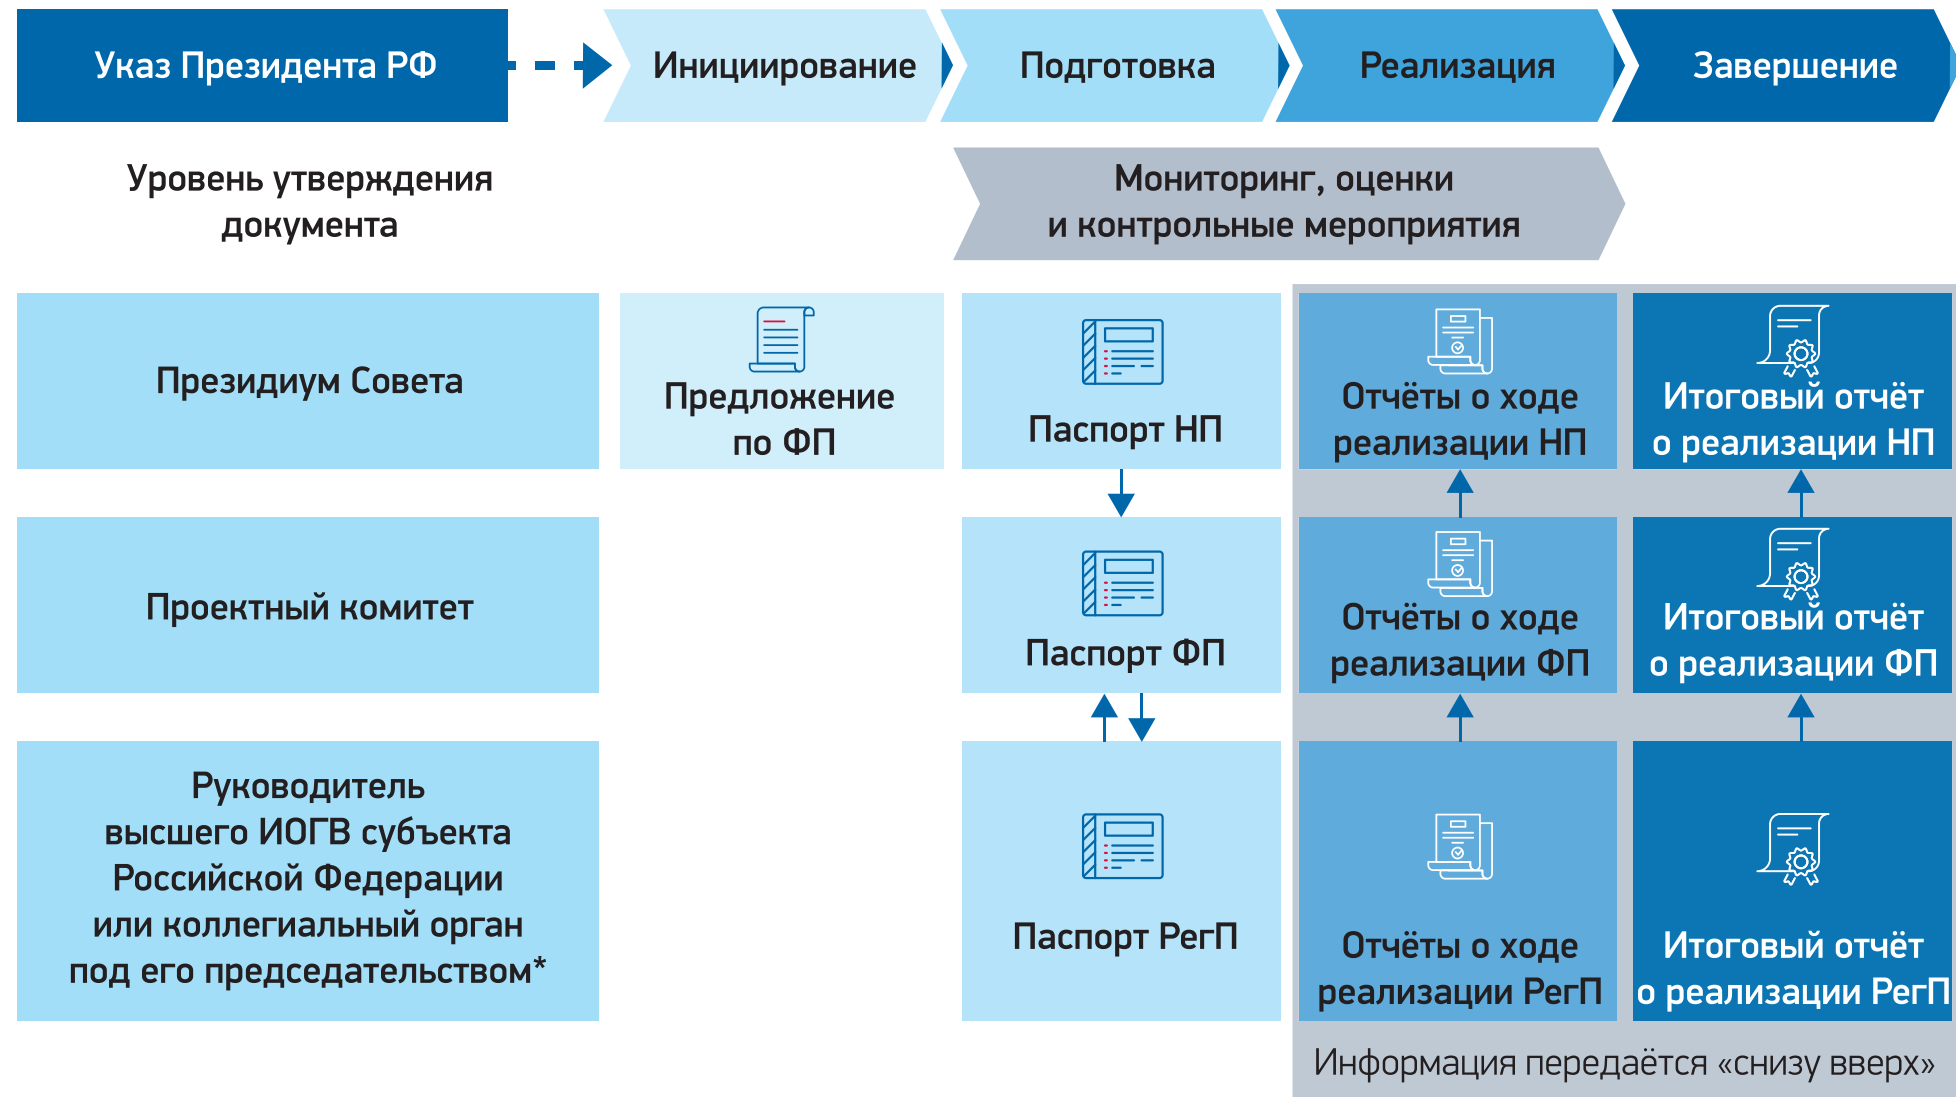 Указ Президента РФ
Инициирование
Подготовка
Реализация
Завершение
Уровень утверждения
документа
Мониторинг, оценки
и контрольные мероприятия
Президиум Совета
Предложение
по ФП
Паспорт НП
Отчёты о ходе
реализации НП
Итоговый отчёт
о реализации НП
Проектный комитет
Паспорт ФП
Отчёты о ходе
реализации ФП
Итоговый отчёт
о реализации ФП
Руководитель
высшего ИОГВ субъекта
Российской Федерации
или коллегиальный орган
под его председательством*
Паспорт РегП
Отчёты о ходе
реализации РегП
Итоговый отчёт
о реализации РегП
Информация передаётся «снизу вверх»